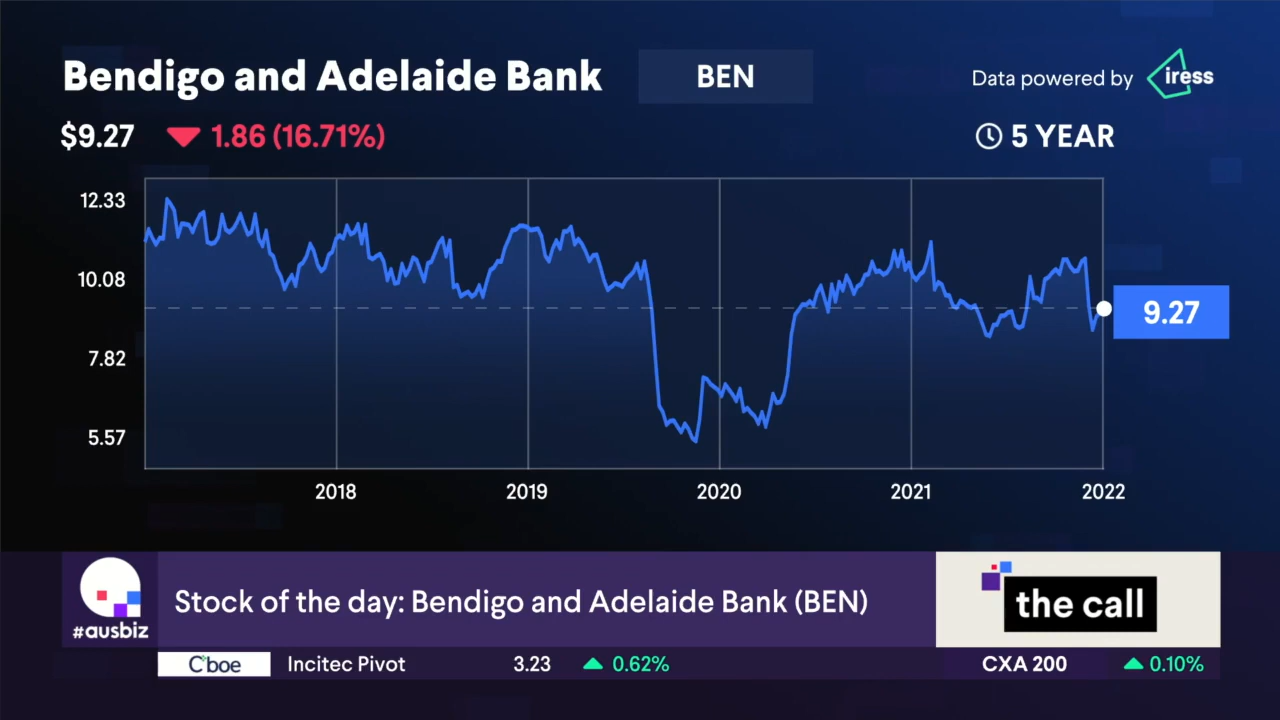 Bendigo and Adelaide Bank BEN Data powered by iress
$9.27 ▼ 1.86 (16.71%) 5 YEAR
12.33
10.08
9.27
7.82
5.57
2018 2019 2020 2021 2022
Stock of the day: Bendigo and Adelaide Bank (BEN)
the call
#ausbiz
Cboe Incitec Pivot 3.23 ▲ 0.62% CXA 200 ▲ 0.10%